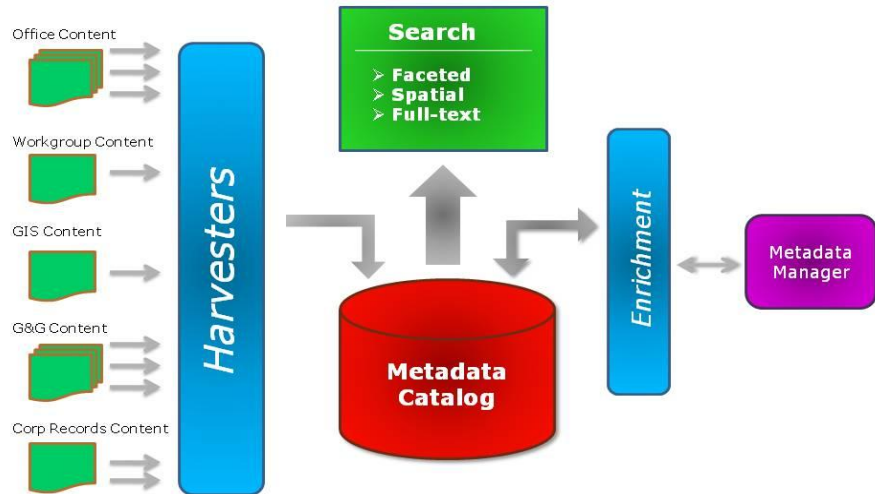 Office Content
Workgroup Content
GIS Content
G&G Content
Corp Records Content
Harvesters
Search
➢ Faceted
➢ Spatial
➢ Full-text
Metadata
Catalog
Enrichment
Metadata
Manager